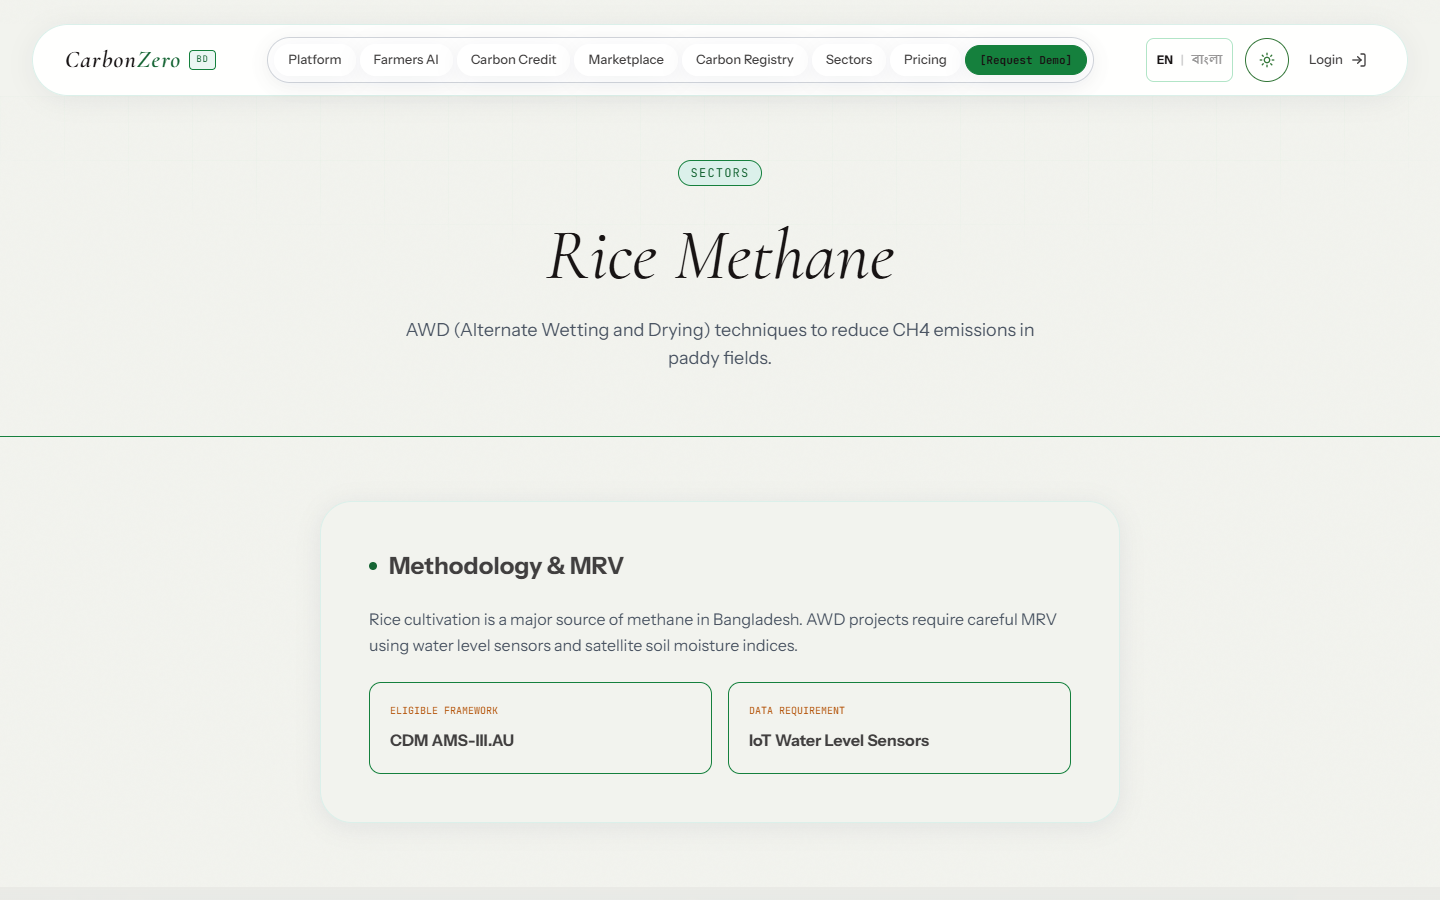 CarbonZero BD
Platform
Farmers AI
Carbon Credit
Marketplace
Carbon Registry
Sectors
Pricing
[Request Demo]
EN | বাংলা
Login
SECTORS
Rice Methane
AWD (Alternate Wetting and Drying) techniques to reduce CH4 emissions in
paddy fields.
Methodology & MRV
Rice cultivation is a major source of methane in Bangladesh. AWD projects require careful MRV
using water level sensors and satellite soil moisture indices.
ELIGIBLE FRAMEWORK
CDM AMS-III.AU
DATA REQUIREMENT
IoT Water Level Sensors